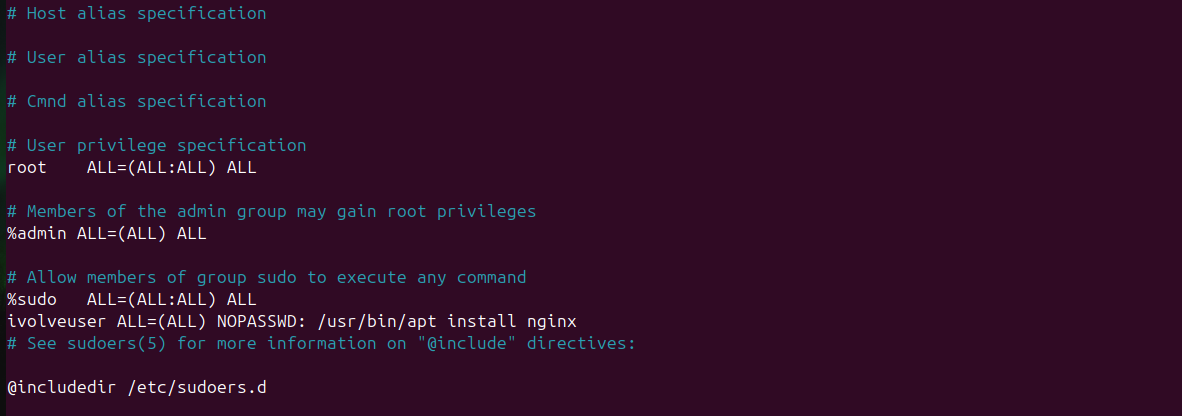 # Host alias specification
# User alias specification
# Cmnd alias specification
# User privilege specification
root    ALL=(ALL:ALL) ALL
# Members of the admin group may gain root privileges
%admin ALL=(ALL) ALL
# Allow members of group sudo to execute any command
%sudo   ALL=(ALL:ALL) ALL
ivolveuser ALL=(ALL) NOPASSWD: /usr/bin/apt install nginx
# See sudoers(5) for more information on "@include" directives:
@includedir /etc/sudoers.d